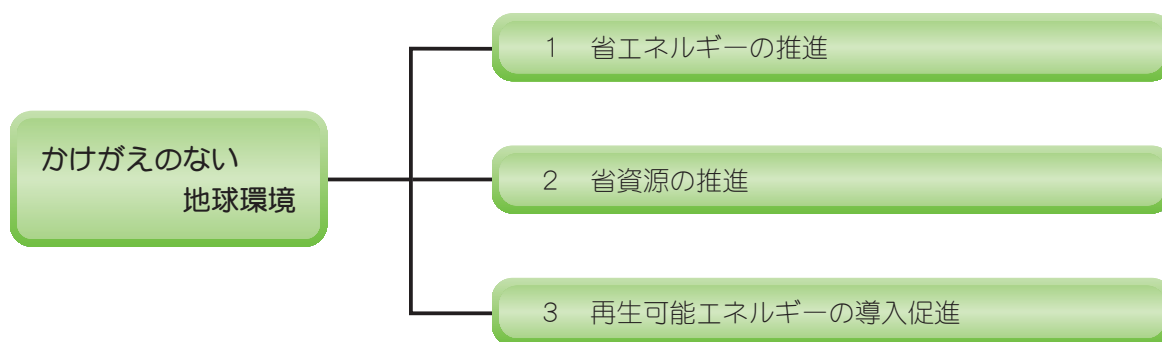 かけがえのない
地球環境
1　省エネルギーの推進
2　省資源の推進
3　再生可能エネルギーの導入促進